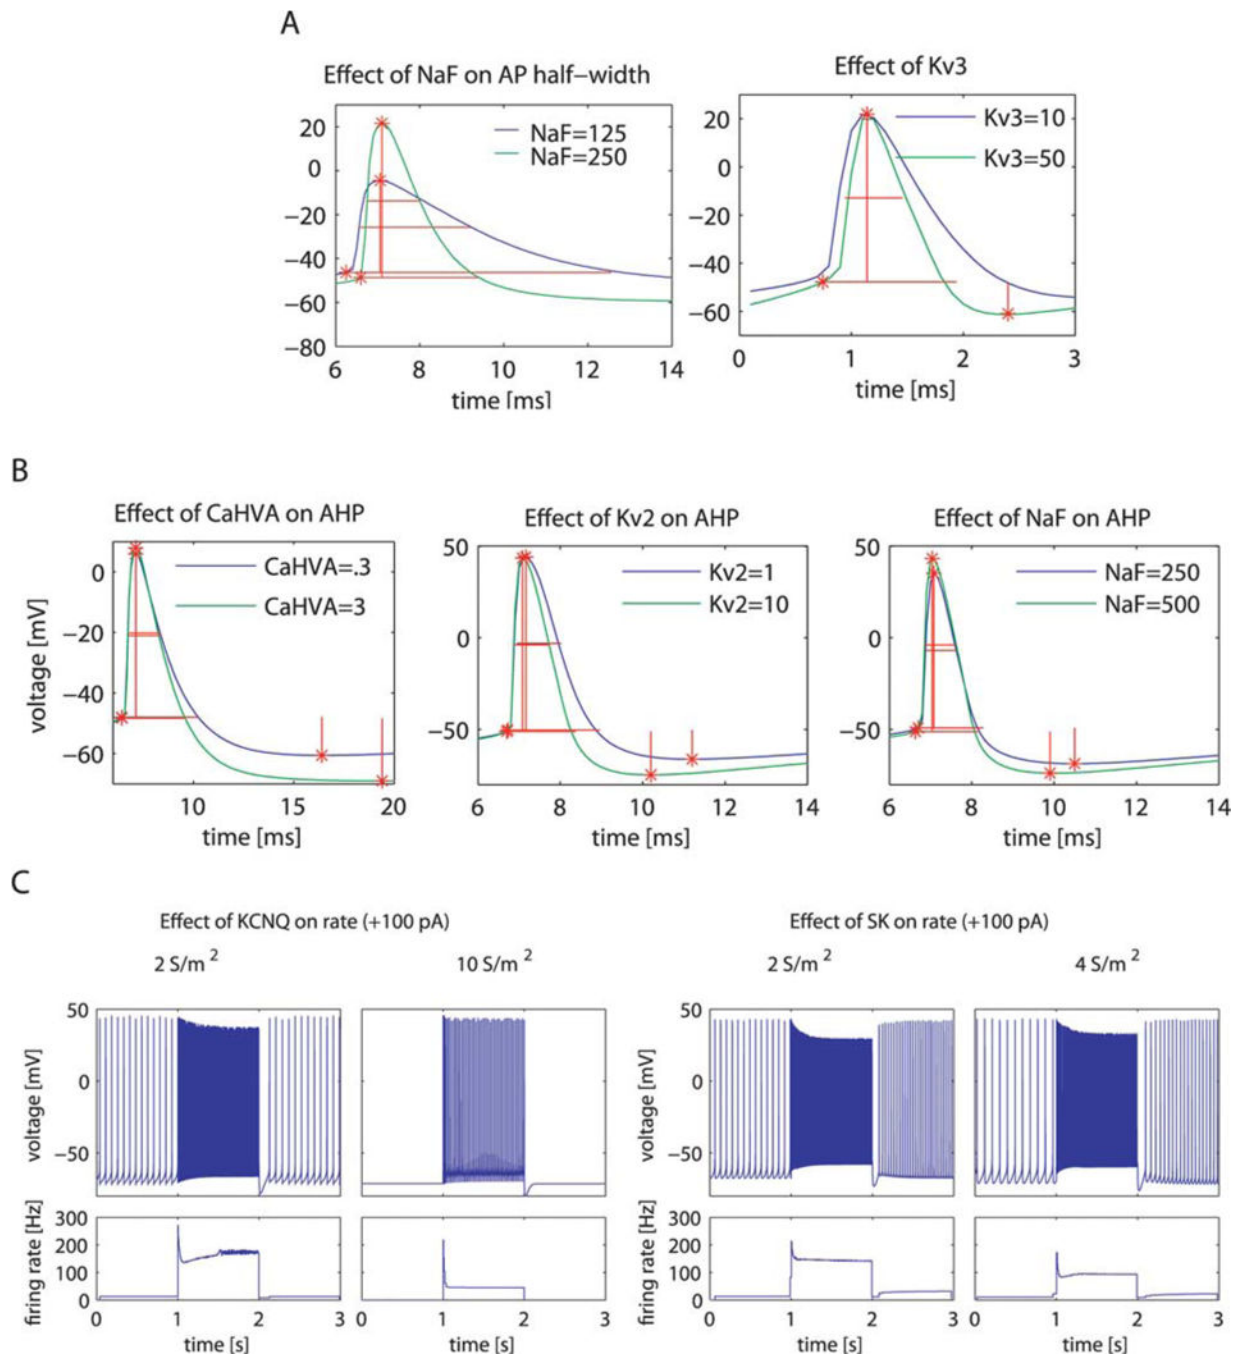 A
Effect of NaF on AP half-width
NaF=125
NaF=250
20
0
−20
−40
−60
−80
6 8 10 12 14
time [ms]
Effect of Kv3
Kv3=10
Kv3=50
20
0
−20
−40
−60
0 1 2 3
time [ms]
B
Effect of CaHVA on AHP
CaHVA=.3
CaHVA=3
voltage [mV]
0
−20
−40
−60
10 15 20
time [ms]
Effect of Kv2 on AHP
Kv2=1
Kv2=10
50
0
−50
6 8 10 12 14
time [ms]
Effect of NaF on AHP
NaF=250
NaF=500
50
0
−50
6 8 10 12 14
time [ms]
C
Effect of KCNQ on rate (+100 pA)
2 S/m²
10 S/m²
voltage [mV]
50
0
−50
firing rate [Hz]
300
200
100
0
0 1 2 3
time [s]
0 1 2 3
time [s]
Effect of SK on rate (+100 pA)
2 S/m²
4 S/m²
voltage [mV]
50
0
−50
firing rate [Hz]
300
200
100
0
0 1 2 3
time [s]
0 1 2 3
time [s]